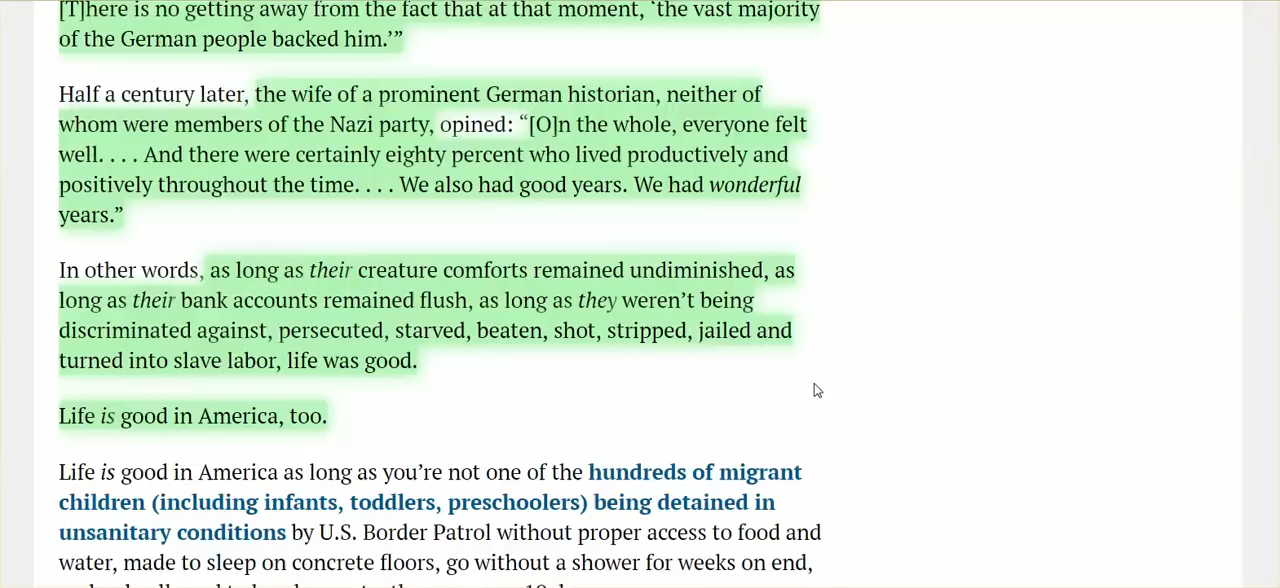 [T]here is no getting away from the fact that at that moment, ‘the vast majority
of the German people backed him.’”
Half a century later, the wife of a prominent German historian, neither of
whom were members of the Nazi party, opined: “[O]n the whole, everyone felt
well. . . . And there were certainly eighty percent who lived productively and
positively throughout the time. . . . We also had good years. We had wonderful
years.”
In other words, as long as their creature comforts remained undiminished, as
long as their bank accounts remained flush, as long as they weren’t being
discriminated against, persecuted, starved, beaten, shot, stripped, jailed and
turned into slave labor, life was good.
Life is good in America, too.
Life is good in America as long as you’re not one of the hundreds of migrant
children (including infants, toddlers, preschoolers) being detained in
unsanitary conditions by U.S. Border Patrol without proper access to food and
water, made to sleep on concrete floors, go without a shower for weeks on end,